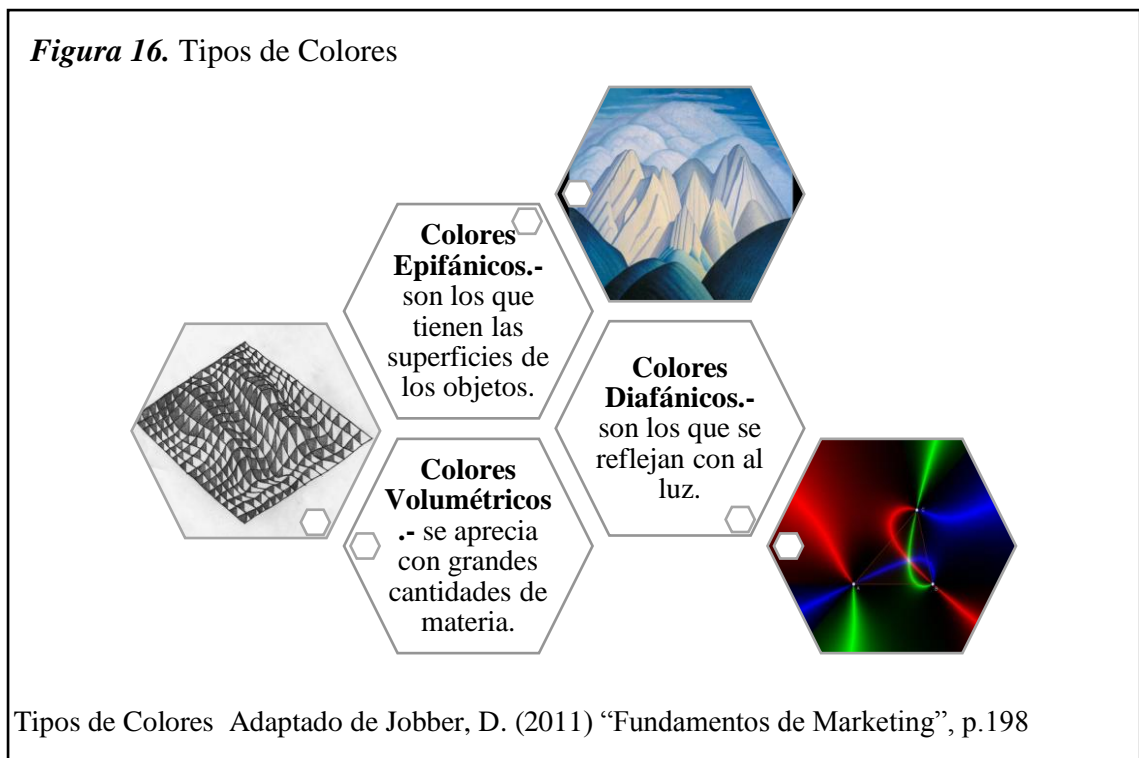 Figura 16. Tipos de Colores
Colores
Epifánicos.-
son los que
tienen las
superficies de
los objetos.
Colores
Diafánicos.-
son los que se
reflejan con al
luz.
Colores
Volumétricos
.- se aprecia
con grandes
cantidades de
materia.
Tipos de Colores Adaptado de Jobber, D. (2011) “Fundamentos de Marketing”, p.198